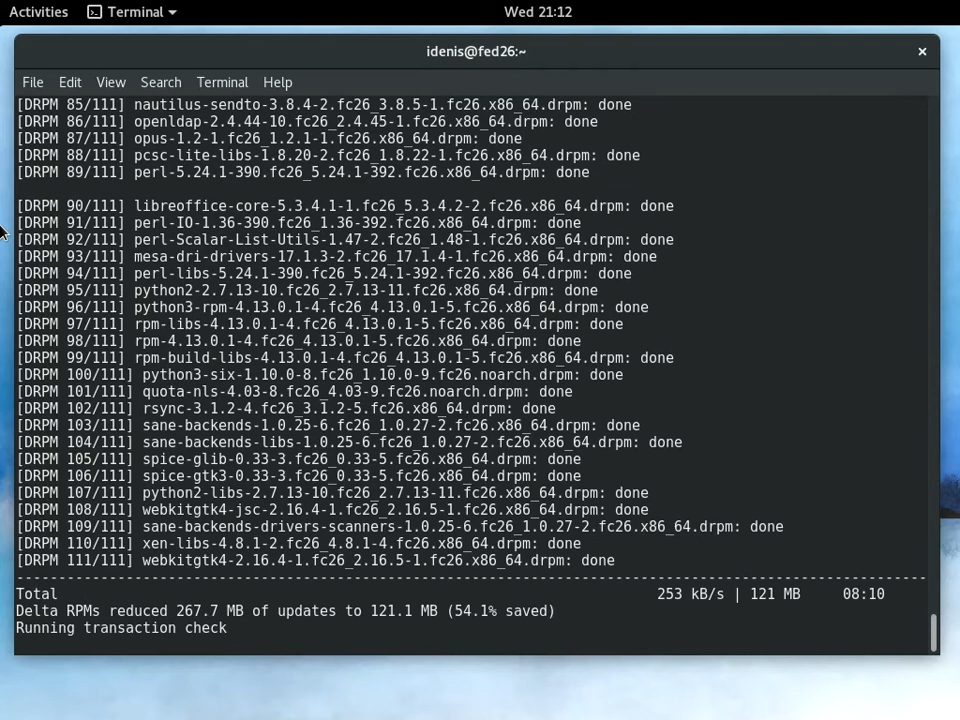 Activities Terminal Wed 21:12
idenis@fed26:~ ×
File Edit View Search Terminal Help
[DRPM 85/111] nautilus-sendto-3.8.4-2.fc26_3.8.5-1.fc26.x86_64.drpm: done
[DRPM 86/111] openldap-2.4.44-10.fc26_2.4.45-1.fc26.x86_64.drpm: done
[DRPM 87/111] opus-1.2-1.fc26_1.2.1-1.fc26.x86_64.drpm: done
[DRPM 88/111] pcsc-lite-libs-1.8.20-2.fc26_1.8.22-1.fc26.x86_64.drpm: done
[DRPM 89/111] perl-5.24.1-390.fc26_5.24.1-392.fc26.x86_64.drpm: done
[DRPM 90/111] libreoffice-core-5.3.4.1-1.fc26_5.3.4.2-2.fc26.x86_64.drpm: done
[DRPM 91/111] perl-IO-1.36-390.fc26_1.36-392.fc26.x86_64.drpm: done
[DRPM 92/111] perl-Scalar-List-Utils-1.47-2.fc26_1.48-1.fc26.x86_64.drpm: done
[DRPM 93/111] mesa-dri-drivers-17.1.3-2.fc26_17.1.4-1.fc26.x86_64.drpm: done
[DRPM 94/111] perl-libs-5.24.1-390.fc26_5.24.1-392.fc26.x86_64.drpm: done
[DRPM 95/111] python2-2.7.13-10.fc26_2.7.13-11.fc26.x86_64.drpm: done
[DRPM 96/111] python3-rpm-4.13.0.1-4.fc26_4.13.0.1-5.fc26.x86_64.drpm: done
[DRPM 97/111] rpm-libs-4.13.0.1-4.fc26_4.13.0.1-5.fc26.x86_64.drpm: done
[DRPM 98/111] rpm-4.13.0.1-4.fc26_4.13.0.1-5.fc26.x86_64.drpm: done
[DRPM 99/111] rpm-build-libs-4.13.0.1-4.fc26_4.13.0.1-5.fc26.x86_64.drpm: done
[DRPM 100/111] python3-six-1.10.0-8.fc26_1.10.0-9.fc26.noarch.drpm: done
[DRPM 101/111] quota-nls-4.03-8.fc26_4.03-9.fc26.noarch.drpm: done
[DRPM 102/111] rsync-3.1.2-4.fc26_3.1.2-5.fc26.x86_64.drpm: done
[DRPM 103/111] sane-backends-1.0.25-6.fc26_1.0.27-2.fc26.x86_64.drpm: done
[DRPM 104/111] sane-backends-libs-1.0.25-6.fc26_1.0.27-2.fc26.x86_64.drpm: done
[DRPM 105/111] spice-glib-0.33-3.fc26_0.33-5.fc26.x86_64.drpm: done
[DRPM 106/111] spice-gtk3-0.33-3.fc26_0.33-5.fc26.x86_64.drpm: done
[DRPM 107/111] python2-libs-2.7.13-10.fc26_2.7.13-11.fc26.x86_64.drpm: done
[DRPM 108/111] webkitgtk4-jsc-2.16.4-1.fc26_2.16.5-1.fc26.x86_64.drpm: done
[DRPM 109/111] sane-backends-drivers-scanners-1.0.25-6.fc26_1.0.27-2.fc26.x86_64.drpm: done
[DRPM 110/111] xen-libs-4.8.1-2.fc26_4.8.1-4.fc26.x86_64.drpm: done
[DRPM 111/111] webkitgtk4-2.16.4-1.fc26_2.16.5-1.fc26.x86_64.drpm: done
--------------------------------------------------------------------------------------------------------------
Total 253 kB/s | 121 MB 08:10
Delta RPMs reduced 267.7 MB of updates to 121.1 MB (54.1% saved)
Running transaction check